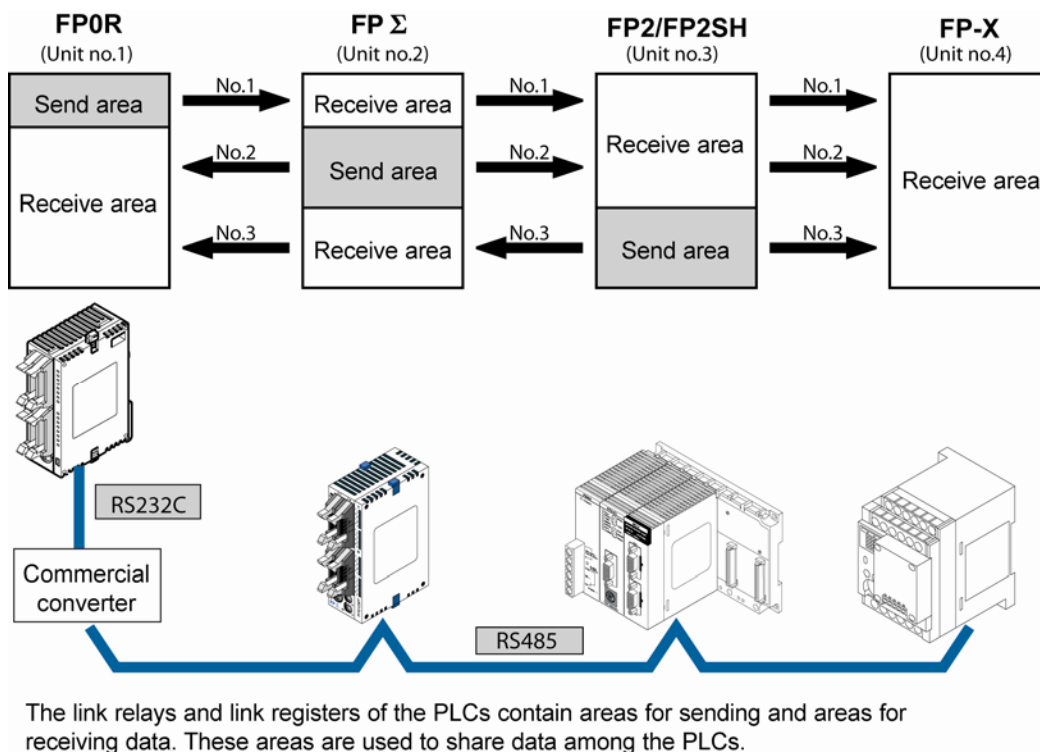 FP0R FP Σ FP2/FP2SH FP-X
(Unit no.1) (Unit no.2) (Unit no.3) (Unit no.4)
Send area No.1 Receive area No.1 No.1
Receive area
No.2 Send area No.2 No.2
Receive area Receive area
No.3 Receive area No.3 Send area No.3
RS232C
Commercial
converter
RS485
The link relays and link registers of the PLCs contain areas for sending and areas for
receiving data. These areas are used to share data among the PLCs.